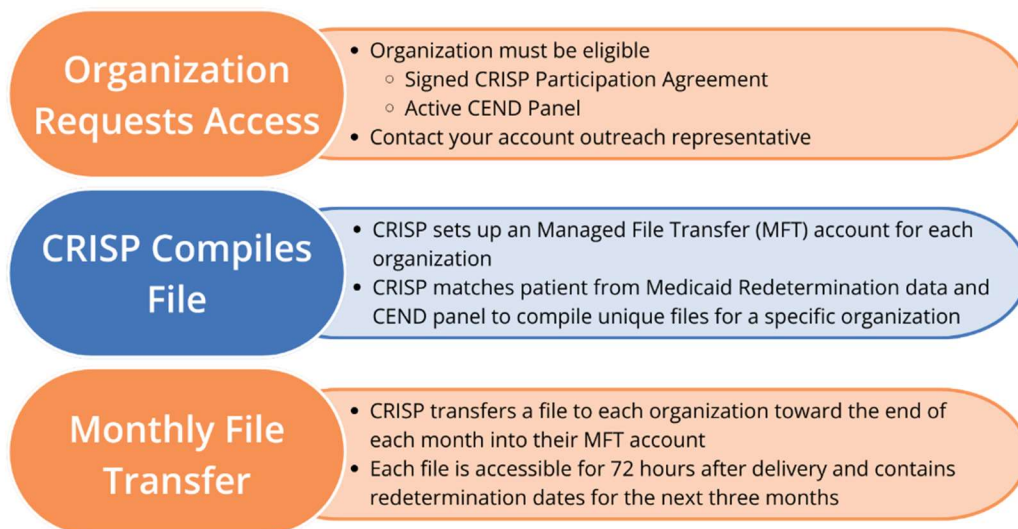 Organization
Requests Access
• Organization must be eligible
○ Signed CRISP Participation Agreement
○ Active CEND Panel
• Contact your account outreach representative
CRISP Compiles
File
• CRISP sets up an Managed File Transfer (MFT) account for each
organization
• CRISP matches patient from Medicaid Redetermination data and
CEND panel to compile unique files for a specific organization
Monthly File
Transfer
• CRISP transfers a file to each organization toward the end of
each month into their MFT account
• Each file is accessible for 72 hours after delivery and contains
redetermination dates for the next three months